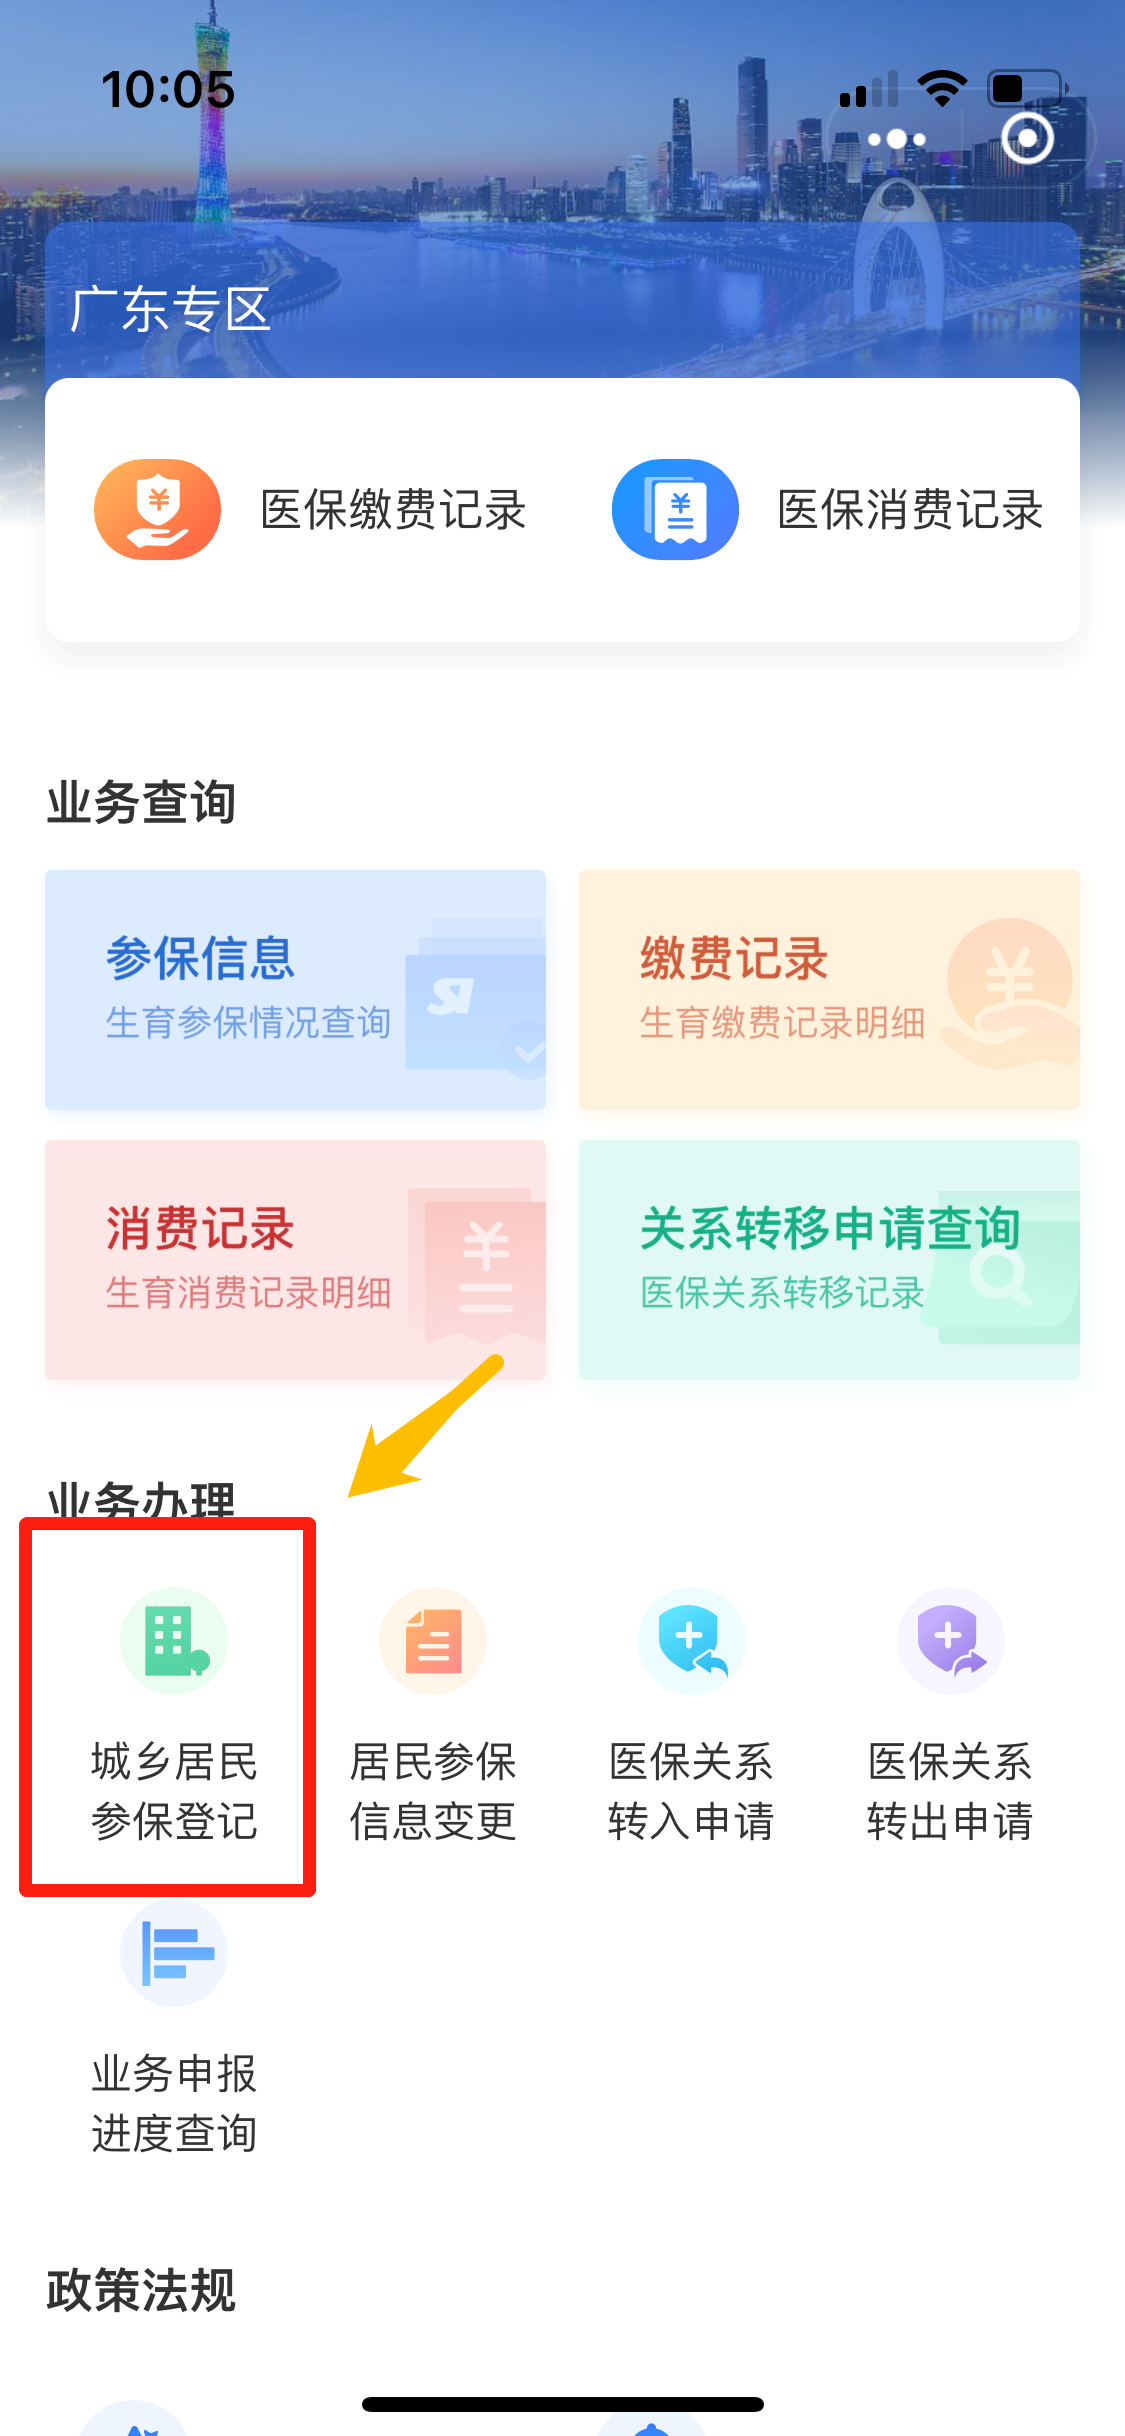 10:05
广东专区
医保缴费记录
医保消费记录
业务查询
参保信息
生育参保情况查询
缴费记录
生育缴费记录明细
消费记录
生育消费记录明细
关系转移申请查询
医保关系转移记录
业务办理
城乡居民
参保登记
居民参保
信息变更
医保关系
转入申请
医保关系
转出申请
业务申报
进度查询
政策法规